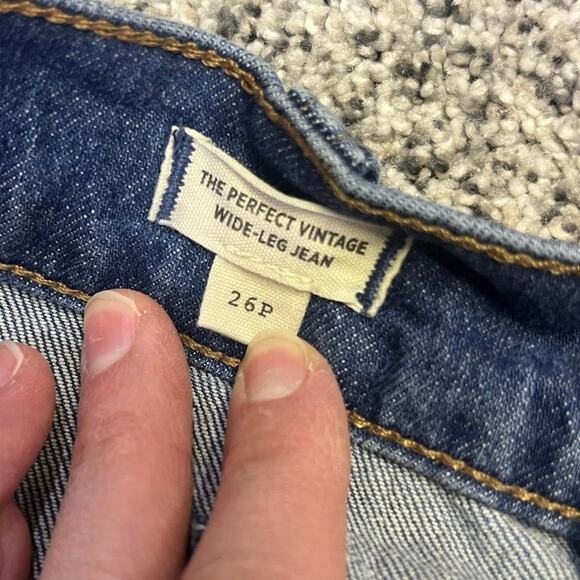 THE PERFECT VINTAGE
WIDE-LEG JEAN
26P